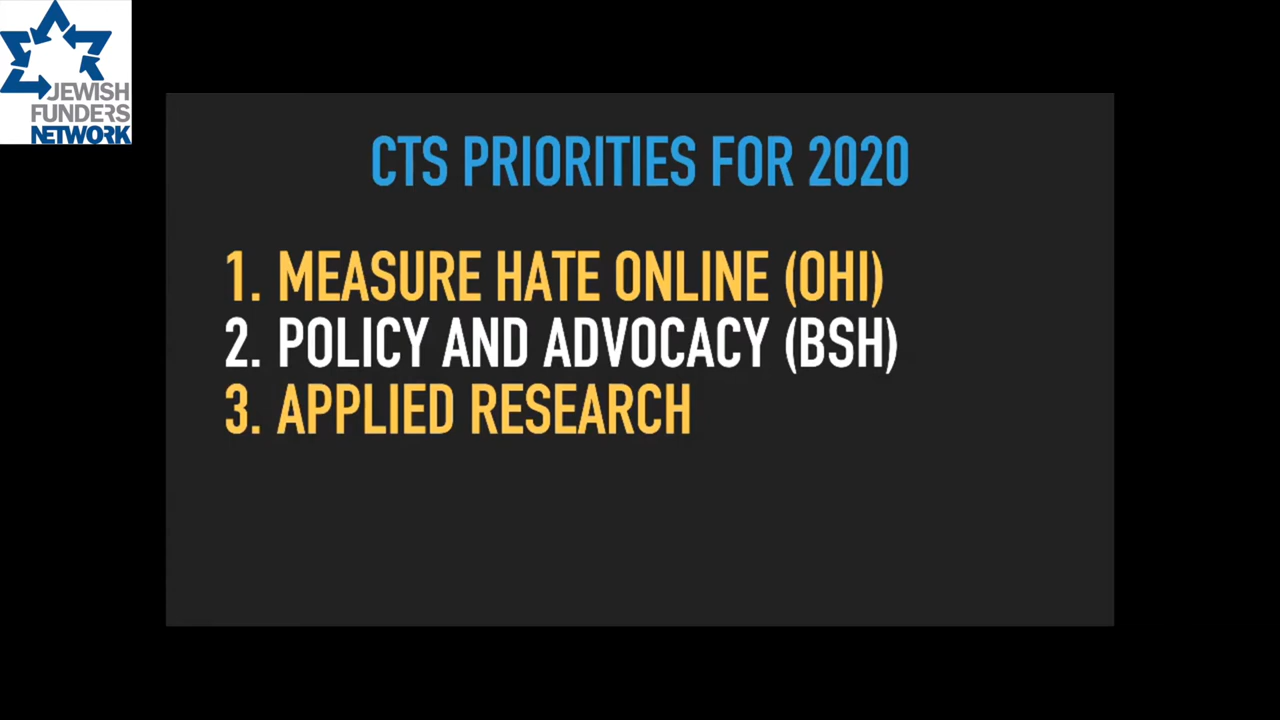 JEWISH
FUNDERS
NETWORK
CTS PRIORITIES FOR 2020
1. MEASURE HATE ONLINE (OHI)
2. POLICY AND ADVOCACY (BSH)
3. APPLIED RESEARCH